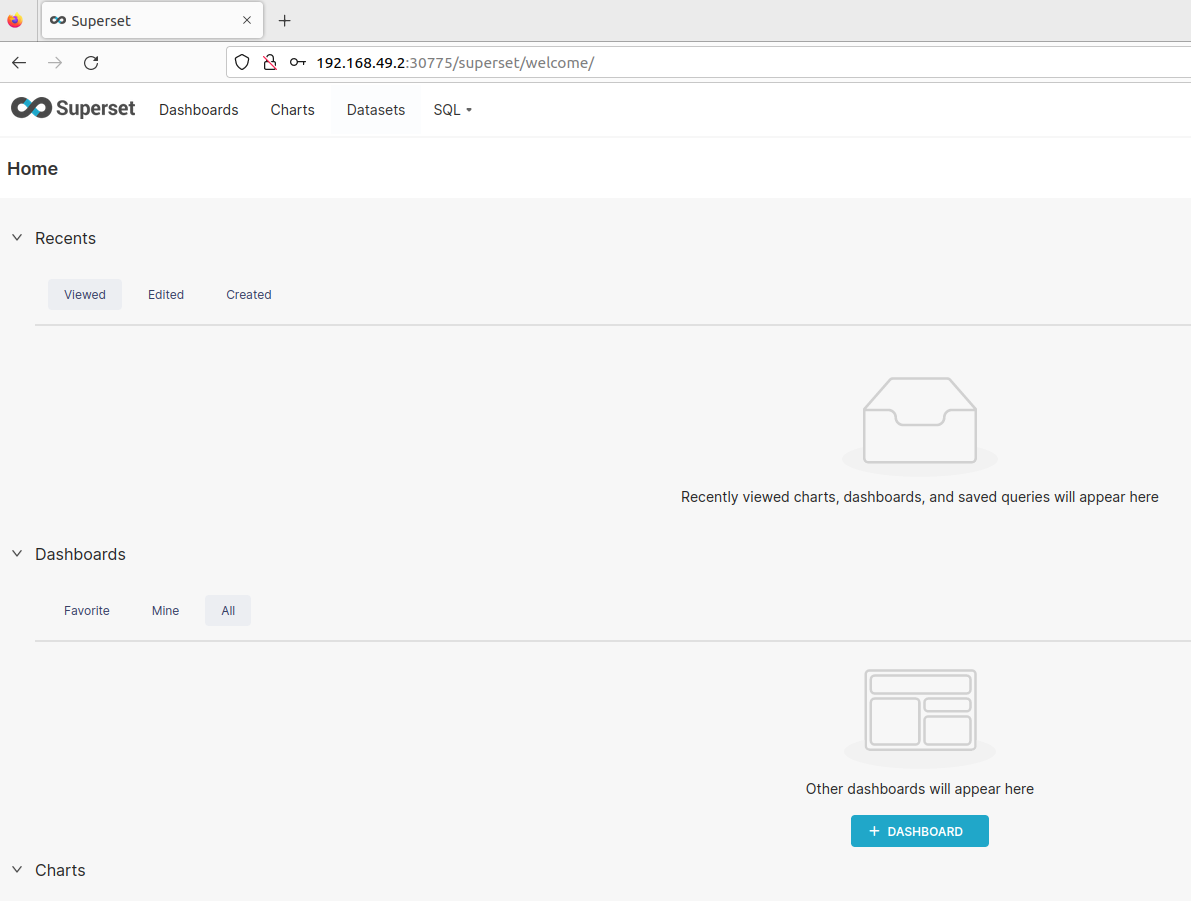 Superset
192.168.49.2:30775/superset/welcome/
Superset Dashboards Charts Datasets SQL
Home
Recents
Viewed Edited Created
Recently viewed charts, dashboards, and saved queries will appear here
Dashboards
Favorite Mine All
Other dashboards will appear here
+ DASHBOARD
Charts